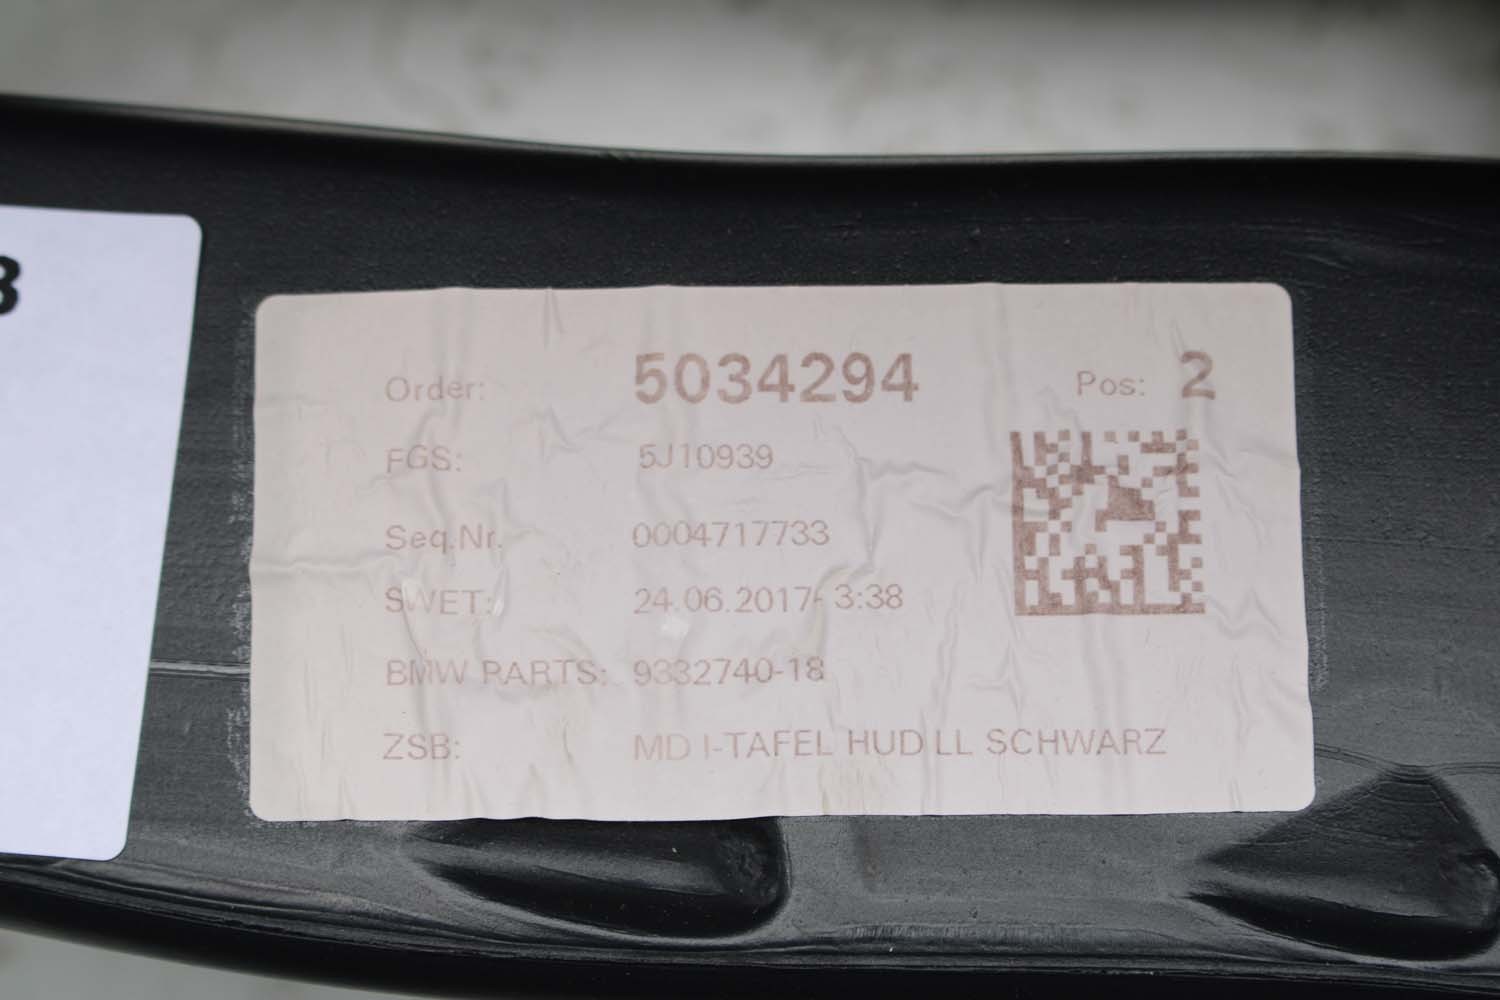 8
Order: 5034294 Pos: 2
FGS: 5J10939
Seq.Nr. 0004717733
SWET: 24.06.2017- 3:38
BMW PARTS: 9332740-18
ZSB: MD I-TAFEL HUD LL SCHWARZ